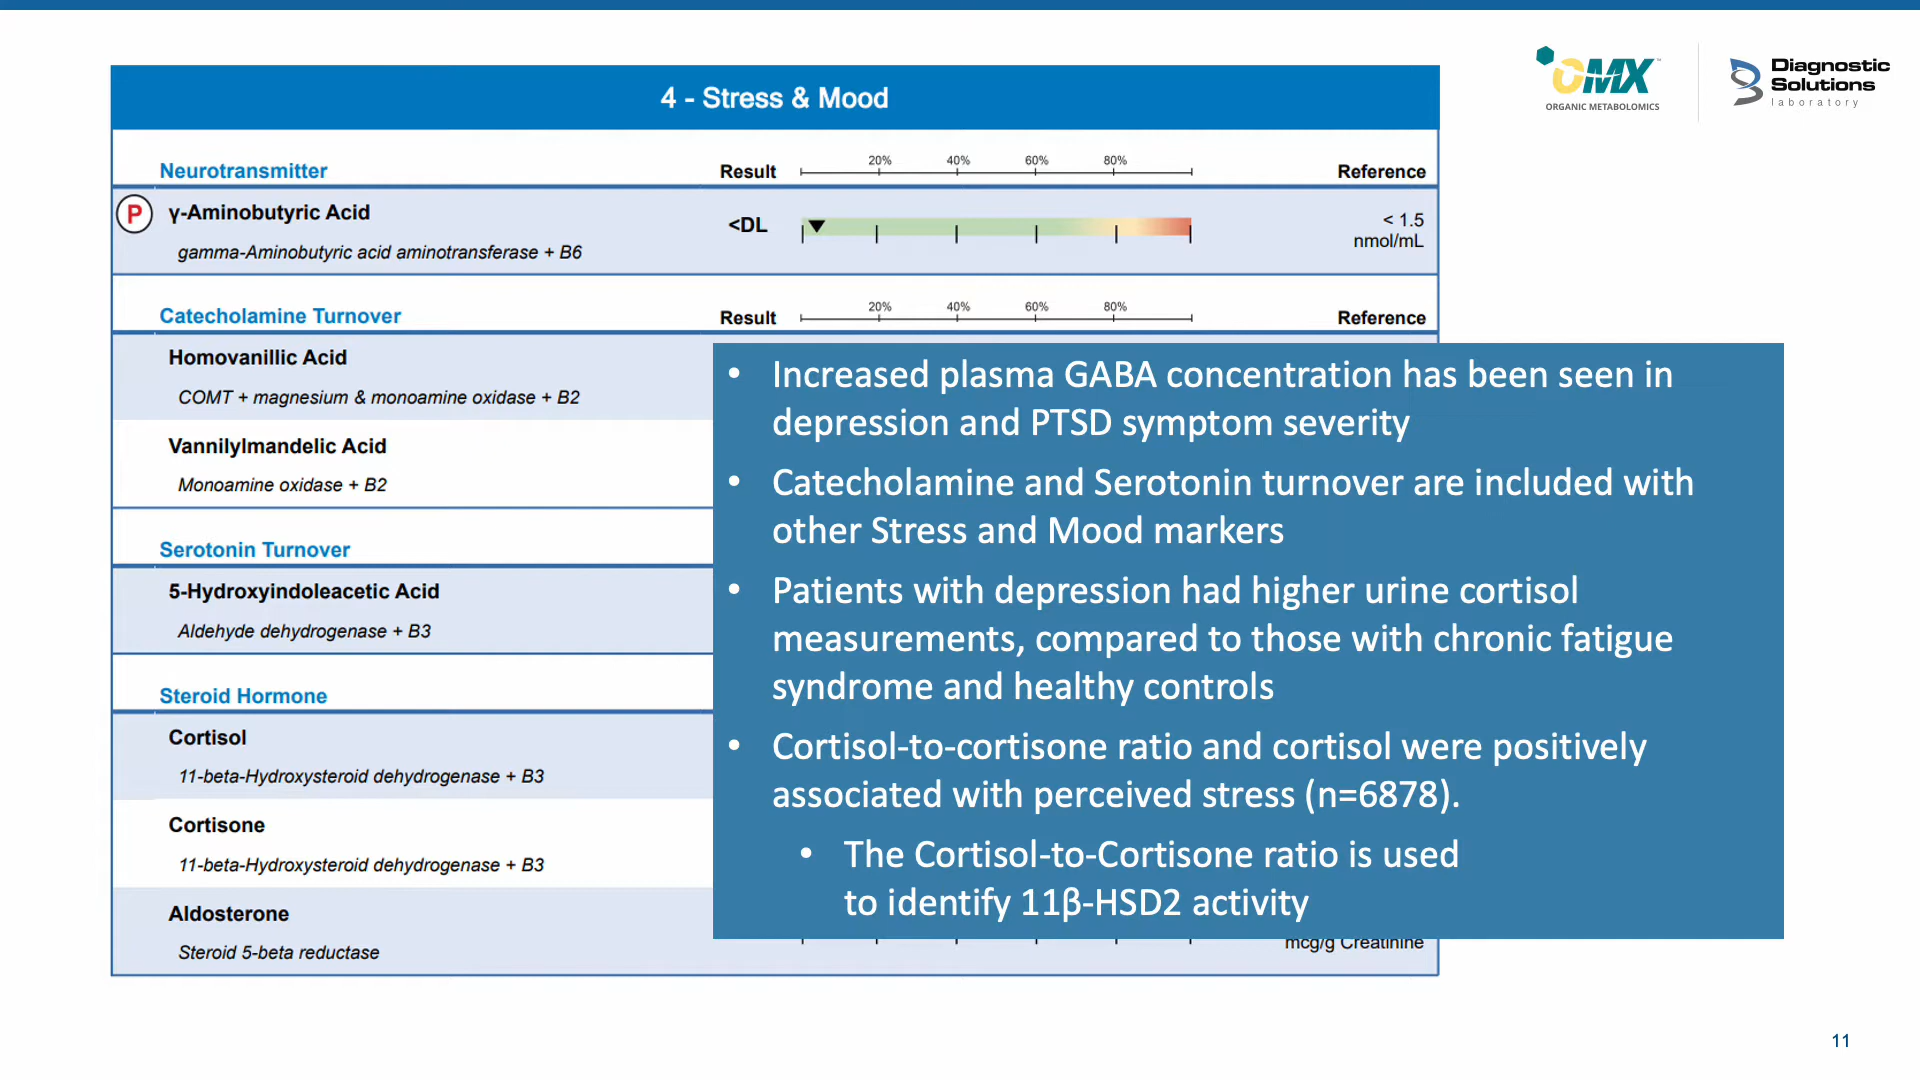 OMX™
ORGANIC METABOLOMICS
Diagnostic
Solutions
laboratory
4 - Stress & Mood
Neurotransmitter Result 20% 40% 60% 80% Reference
P γ-Aminobutyric Acid <DL < 1.5
gamma-Aminobutyric acid aminotransferase + B6 nmol/mL
Catecholamine Turnover Result 20% 40% 60% 80% Reference
Homovanillic Acid
COMT + magnesium & monoamine oxidase + B2
Vannilylmandelic Acid
Monoamine oxidase + B2
Serotonin Turnover
5-Hydroxyindoleacetic Acid
Aldehyde dehydrogenase + B3
Steroid Hormone
Cortisol
11-beta-Hydroxysteroid dehydrogenase + B3
Cortisone
11-beta-Hydroxysteroid dehydrogenase + B3
Aldosterone
Steroid 5-beta reductase
mcg/g Creatinine
• Increased plasma GABA concentration has been seen in
depression and PTSD symptom severity
• Catecholamine and Serotonin turnover are included with
other Stress and Mood markers
• Patients with depression had higher urine cortisol
measurements, compared to those with chronic fatigue
syndrome and healthy controls
• Cortisol-to-cortisone ratio and cortisol were positively
associated with perceived stress (n=6878).
• The Cortisol-to-Cortisone ratio is used
to identify 11β-HSD2 activity
11